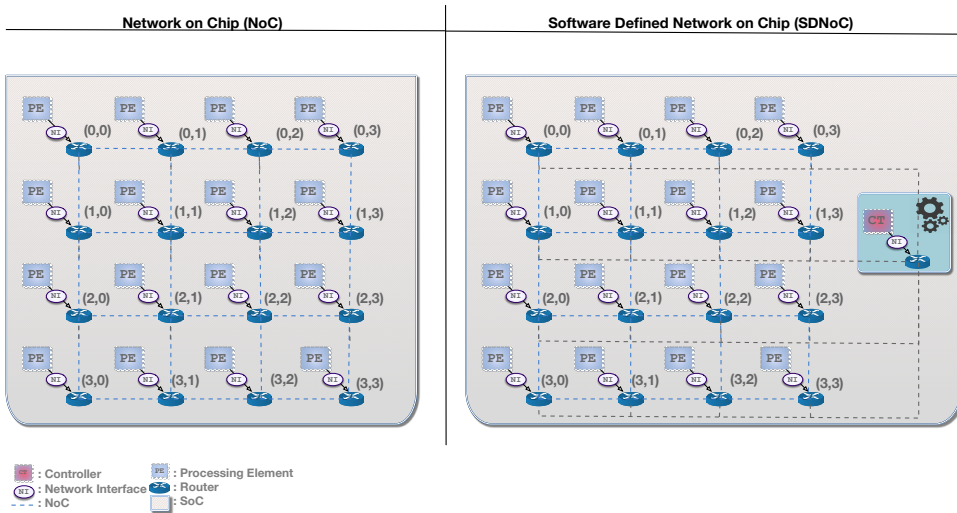 Network on Chip (NoC)
Software Defined Network on Chip (SDNoC)
PE PE PE PE PE PE PE PE
NI (0,0) NI (0,1) NI (0,2) NI (0,3) NI (0,0) NI (0,1) NI (0,2) NI (0,3)
PE PE PE PE PE PE PE PE
NI (1,0) NI (1,1) NI (1,2) NI (1,3) NI (1,0) NI (1,1) NI (1,2) NI (1,3)
CT
NI
PE PE PE PE PE PE PE PE
NI (2,0) NI (2,1) NI (2,2) NI (2,3) NI (2,0) NI (2,1) NI (2,2) NI (2,3)
PE PE PE PE PE PE PE PE
NI (3,0) NI (3,1) NI (3,2) NI (3,3) NI (3,0) NI (3,1) NI (3,2) NI (3,3)
CT : Controller PE : Processing Element
NI : Network Interface : Router
: NoC : SoC